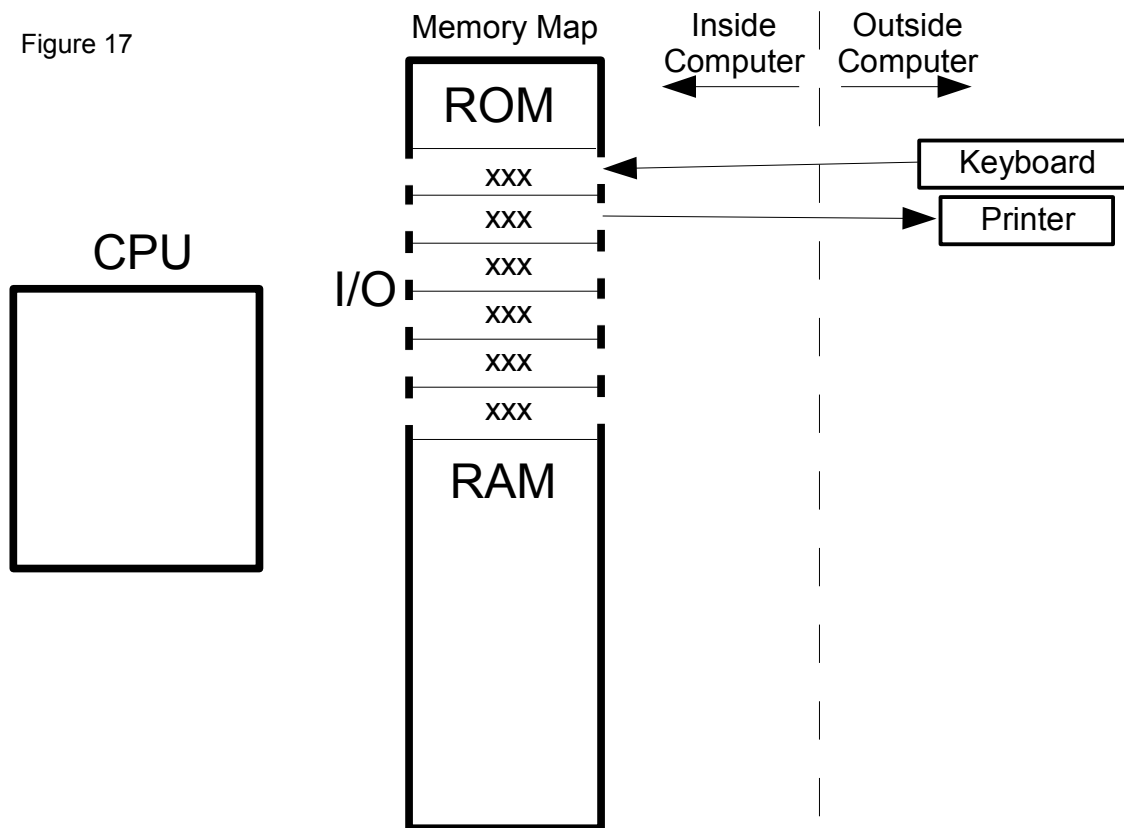 Figure 17
Memory Map
Inside
Computer
Outside
Computer
ROM
xxx
xxx
xxx
xxx
xxx
xxx
Keyboard
Printer
CPU
I/O
RAM